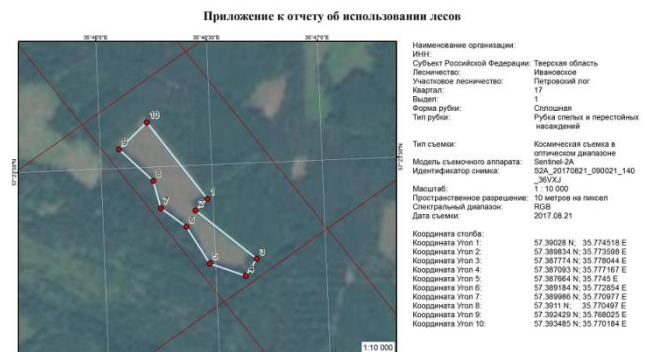 Приложение к отчету об использовании лесов
Наименование организации:
ИНН:
Субъект Российской Федерации: Тверская область
Лесничество: Ивановское
Участковое лесничество: Петровский лог
Квартал: 17
Выдел: 1
Форма рубки: Сплошная
Тип рубки: Рубка спелых и перестойных
насаждений
Тип съемки: Космическая съемка в
оптическом диапазоне
Модель съемочного аппарата: Sentinel-2A
Идентификатор снимка: S2A_20170821_090021_140
_36VXJ
Масштаб: 1 : 10 000
Пространственное разрешение: 10 метров на пиксел
Спектральный диапазон: RGB
Дата съемки: 2017.08.21
Координата столба:
Координата Угол 1: 57.39028 N; 35.774518 E
Координата Угол 2: 57.389834 N; 35.773598 E
Координата Угол 3: 57.387774 N; 35.778044 E
Координата Угол 4: 57.387093 N; 35.777167 E
Координата Угол 5: 57.387664 N; 35.7745 E
Координата Угол 6: 57.389184 N; 35.772854 E
Координата Угол 7: 57.389986 N; 35.770977 E
Координата Угол 8: 57.3911 N; 35.770497 E
Координата Угол 9: 57.392429 N; 35.768025 E
Координата Угол 10: 57.393485 N; 35.770184 E
10
9
8
7
1
6
3
5
1:10 000